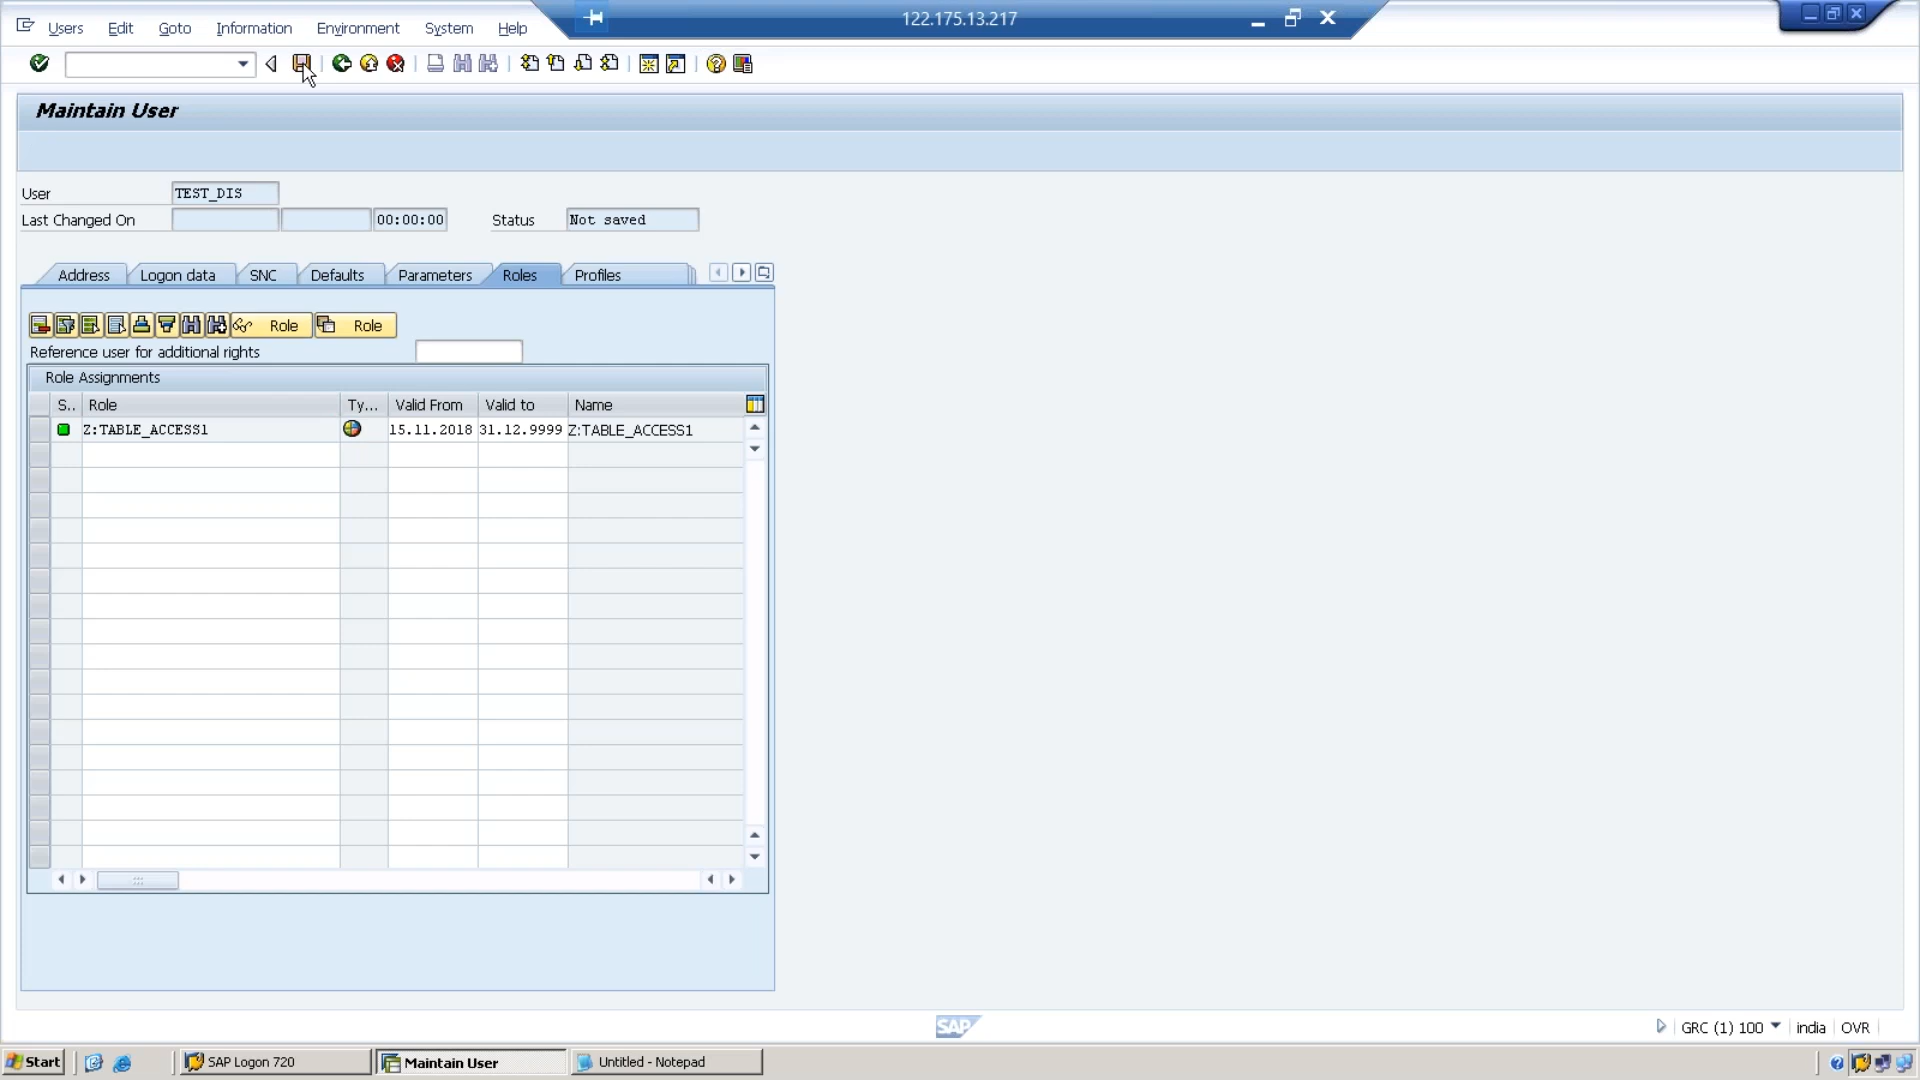 Users Edit Goto Information Environment System Help
122.175.13.217
Maintain User
User TEST_DIS
Last Changed On 00:00:00 Status Not saved
Address Logon data SNC Defaults Parameters Roles Profiles
Role Role
Reference user for additional rights
Role Assignments
S.. Role Ty... Valid From Valid to Name
Z:TABLE_ACCESS1 15.11.2018 31.12.9999 Z:TABLE_ACCESS1
SAP
GRC (1) 100 india OVR
Start SAP Logon 720 Maintain User Untitled - Notepad